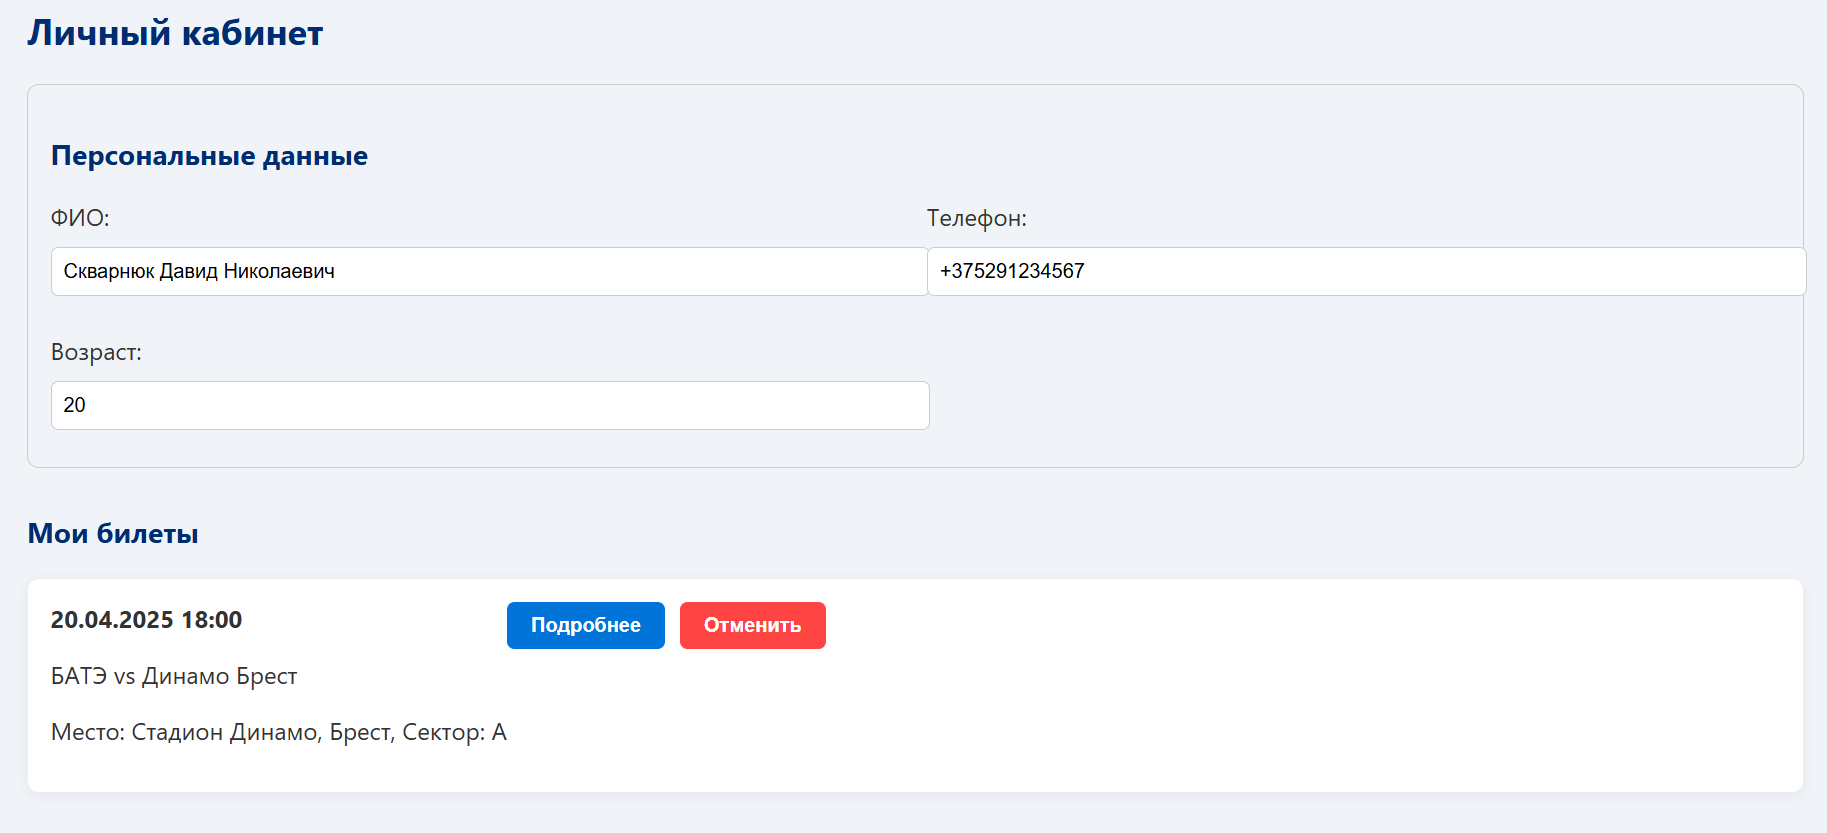 Личный кабинет
Персональные данные
ФИО:
Телефон:
Скварнюк Давид Николаевич
+375291234567
Возраст:
20
Мои билеты
20.04.2025 18:00
Подробнее
Отменить
БАТЭ vs Динамо Брест
Место: Стадион Динамо, Брест, Сектор: A